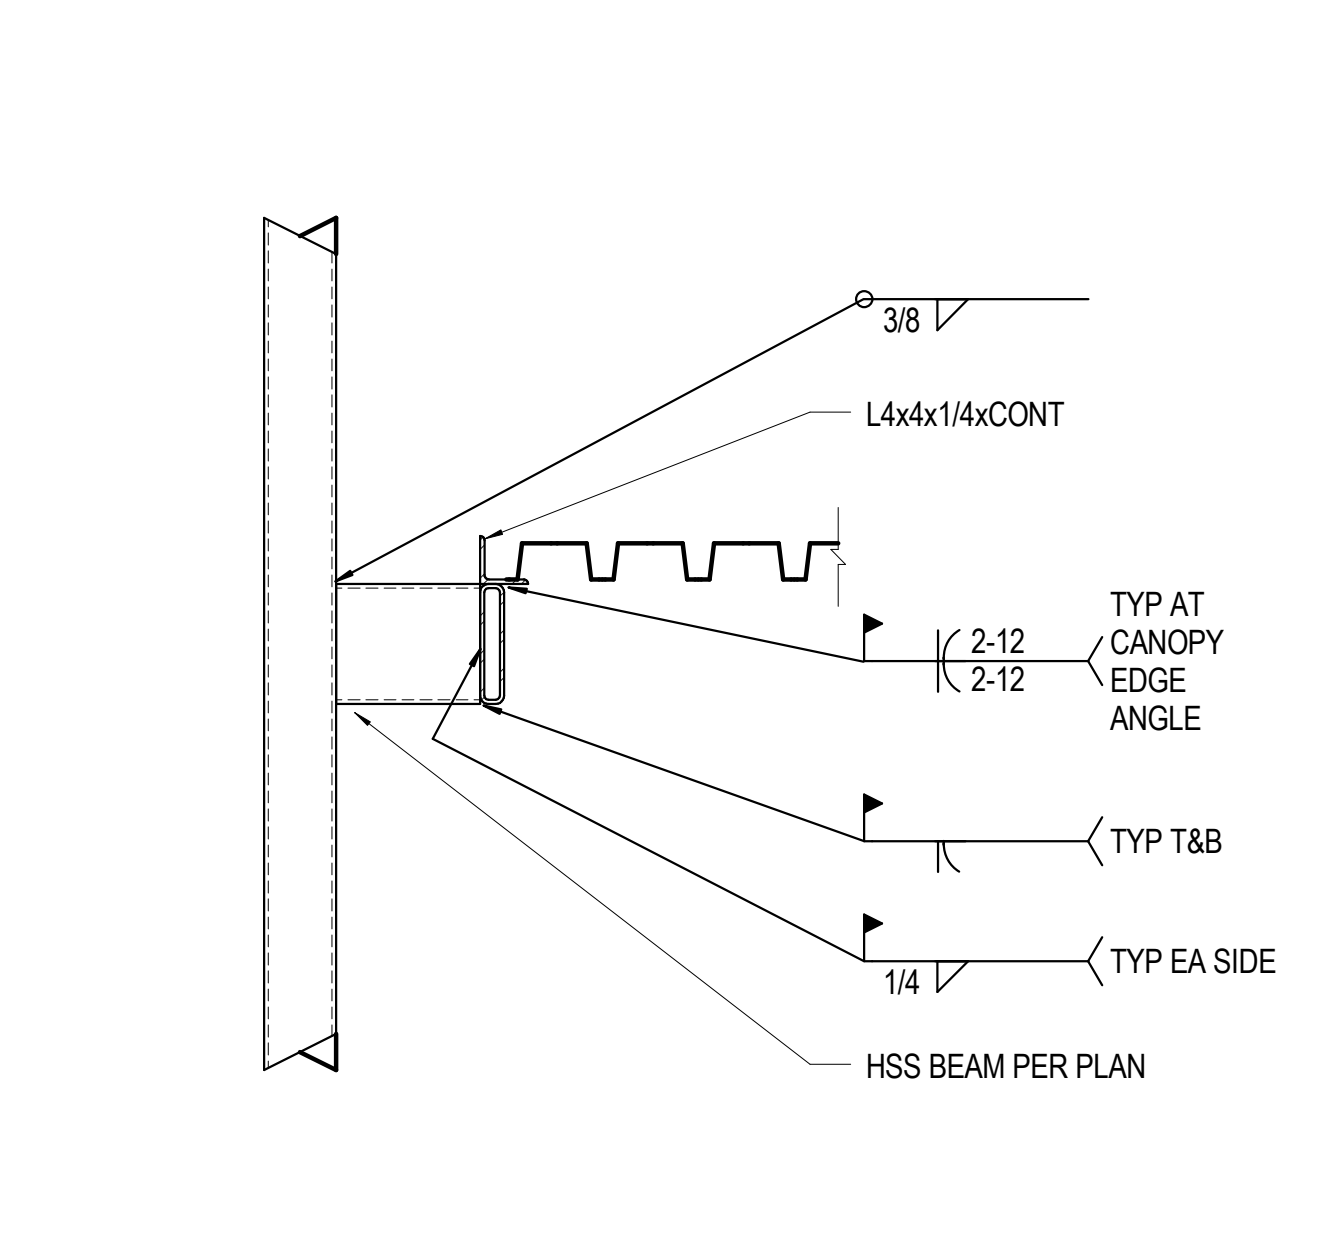 3/8
L4x4x1/4xCONT
2-12
2-12
TYP AT
CANOPY
EDGE
ANGLE
TYP T&B
1/4
TYP EA SIDE
HSS BEAM PER PLAN